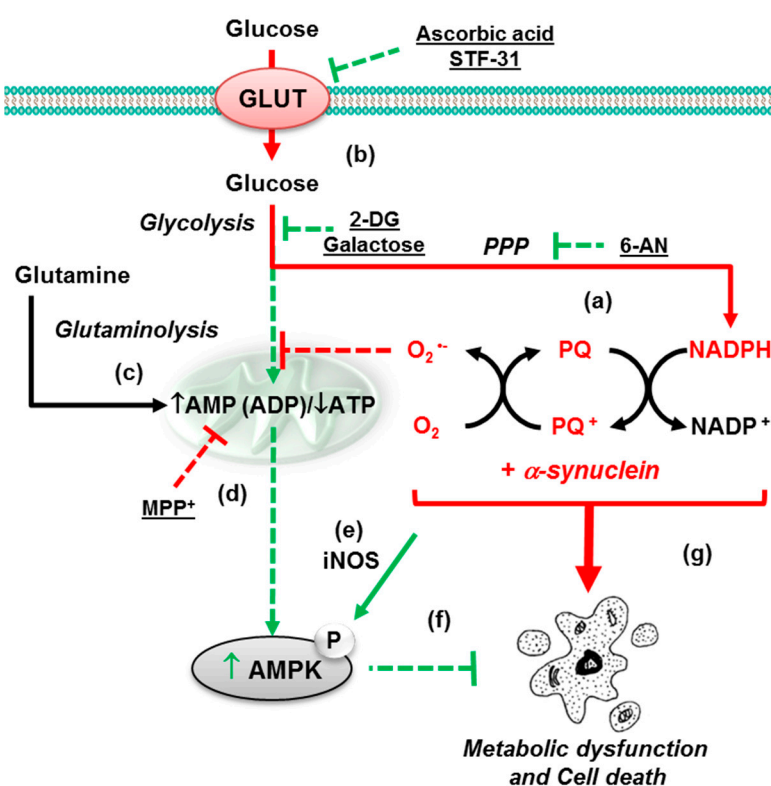 Glucose
Ascorbic acid
STF-31
GLUT
(b)
Glucose
Glycolysis
2-DG
Galactose
PPP
6-AN
Glutamine
(a)
Glutaminolysis
O₂•-
PQ
NADPH
(c)
↑AMP (ADP)/↓ATP
O₂
PQ⁺
NADP⁺
+ α-synuclein
MPP⁺
(d)
(e)
iNOS
(g)
P
(f)
↑ AMPK
Metabolic dysfunction
and Cell death